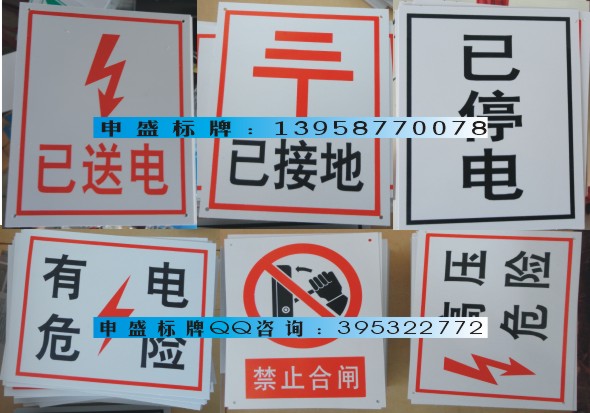 已送电
已接地
已停电
申盛标牌：13958770078
有电危险
禁止合闸
高压危险
申盛标牌QQ咨询：395322772